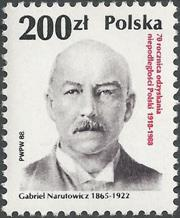 200zł Polska
70 rocznica odzyskania
niepodległości Polski 1918-1988
PWPW 88
Gabriel Narutowicz 1865-1922